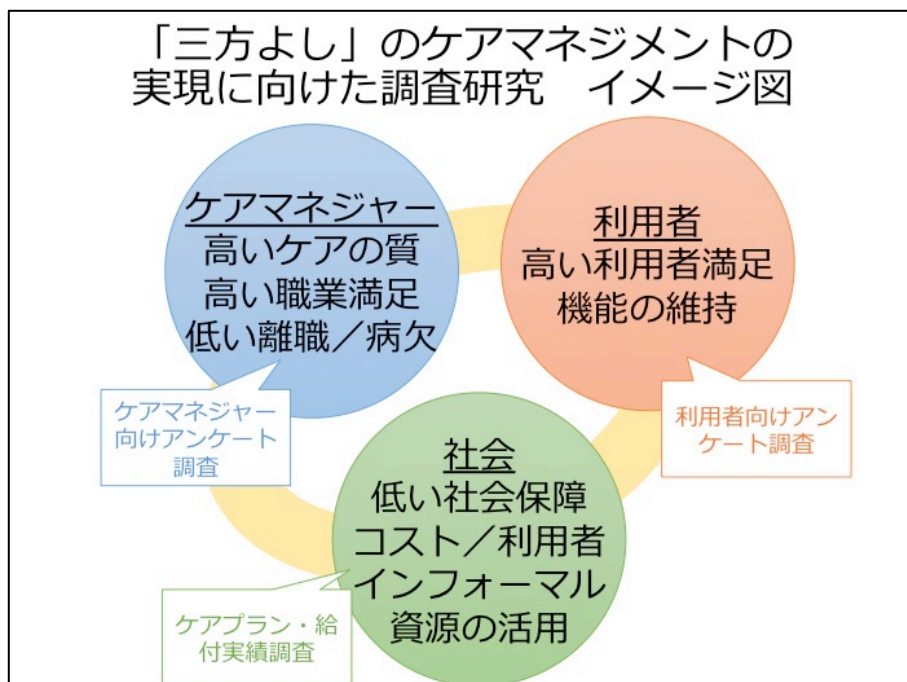 「三方よし」のケアマネジメントの
実現に向けた調査研究　イメージ図
ケアマネジャー
高いケアの質
高い職業満足
低い離職／病欠
利用者
高い利用者満足
機能の維持
ケアマネジャー
向けアンケート
調査
利用者向けアン
ケート調査
社会
低い社会保障
コスト／利用者
インフォーマル
資源の活用
ケアプラン・給
付実績調査